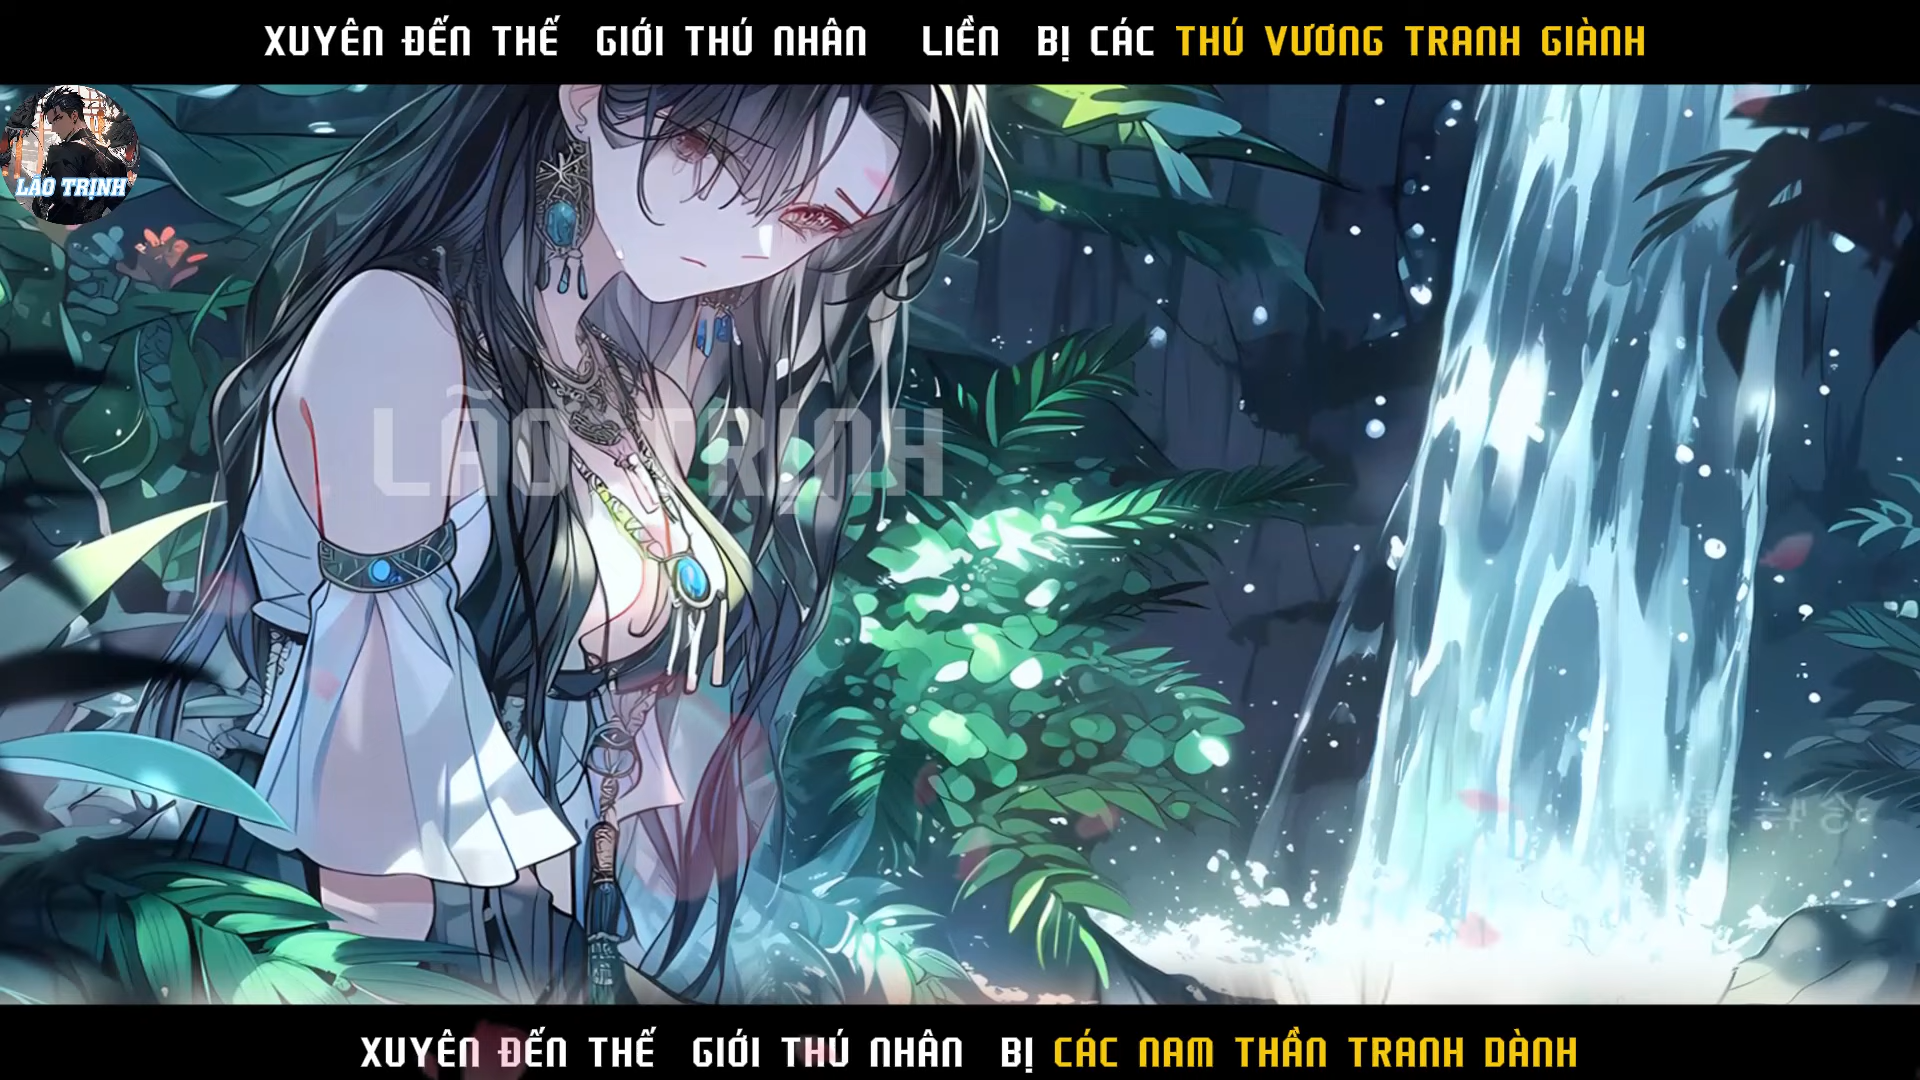 XUYÊN ĐẾN THẾ GIỚI THÚ NHÂN LIỀN BỊ CÁC THÚ VƯƠNG TRANH GIÀNH
LÃO TRỊNH
LÃO TRỊNH
XUYÊN ĐẾN THẾ GIỚI THÚ NHÂN BỊ CÁC NAM THẦN TRANH DÀNH